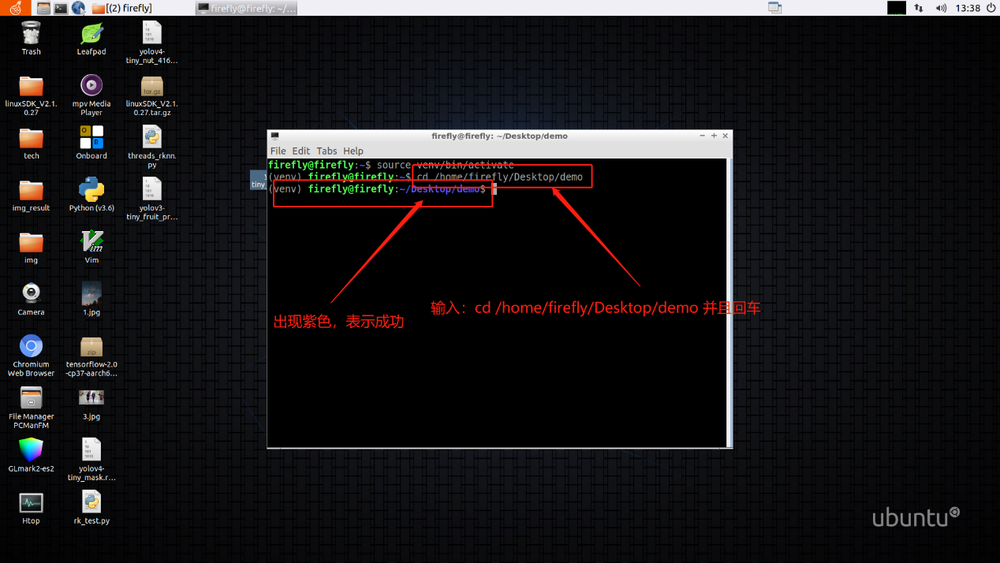 [(2) firefly]
firefly@firefly: ~/...
13:38
Trash
Leafpad
yolov4-
tiny_nut_416...
linuxSDK_V2.1.
0.27
mpv Media
Player
tar.gz
linuxSDK_V2.1.
0.27.tar.gz
tech
Onboard
threads_rknn.
py
img_result
Python (v3.6)
yolov3-
tiny_fruit_pr...
img
Vim
Camera
1.jpg
Chromium
Web Browser
zip
tensorflow-2.0
-cp37-aarch6...
File Manager
PCManFM
3.jpg
GLmark2-es2
yolov4-
tiny_mask.r...
Htop
rk_test.py
tiny
firefly@firefly: ~/Desktop/demo
File Edit Tabs Help
firefly@firefly:~$ source venv/bin/activate
(venv) firefly@firefly:~$ cd /home/firefly/Desktop/demo
(venv) firefly@firefly:~/Desktop/demo$
输入：cd /home/firefly/Desktop/demo 并且回车
出现紫色，表示成功
ubuntu